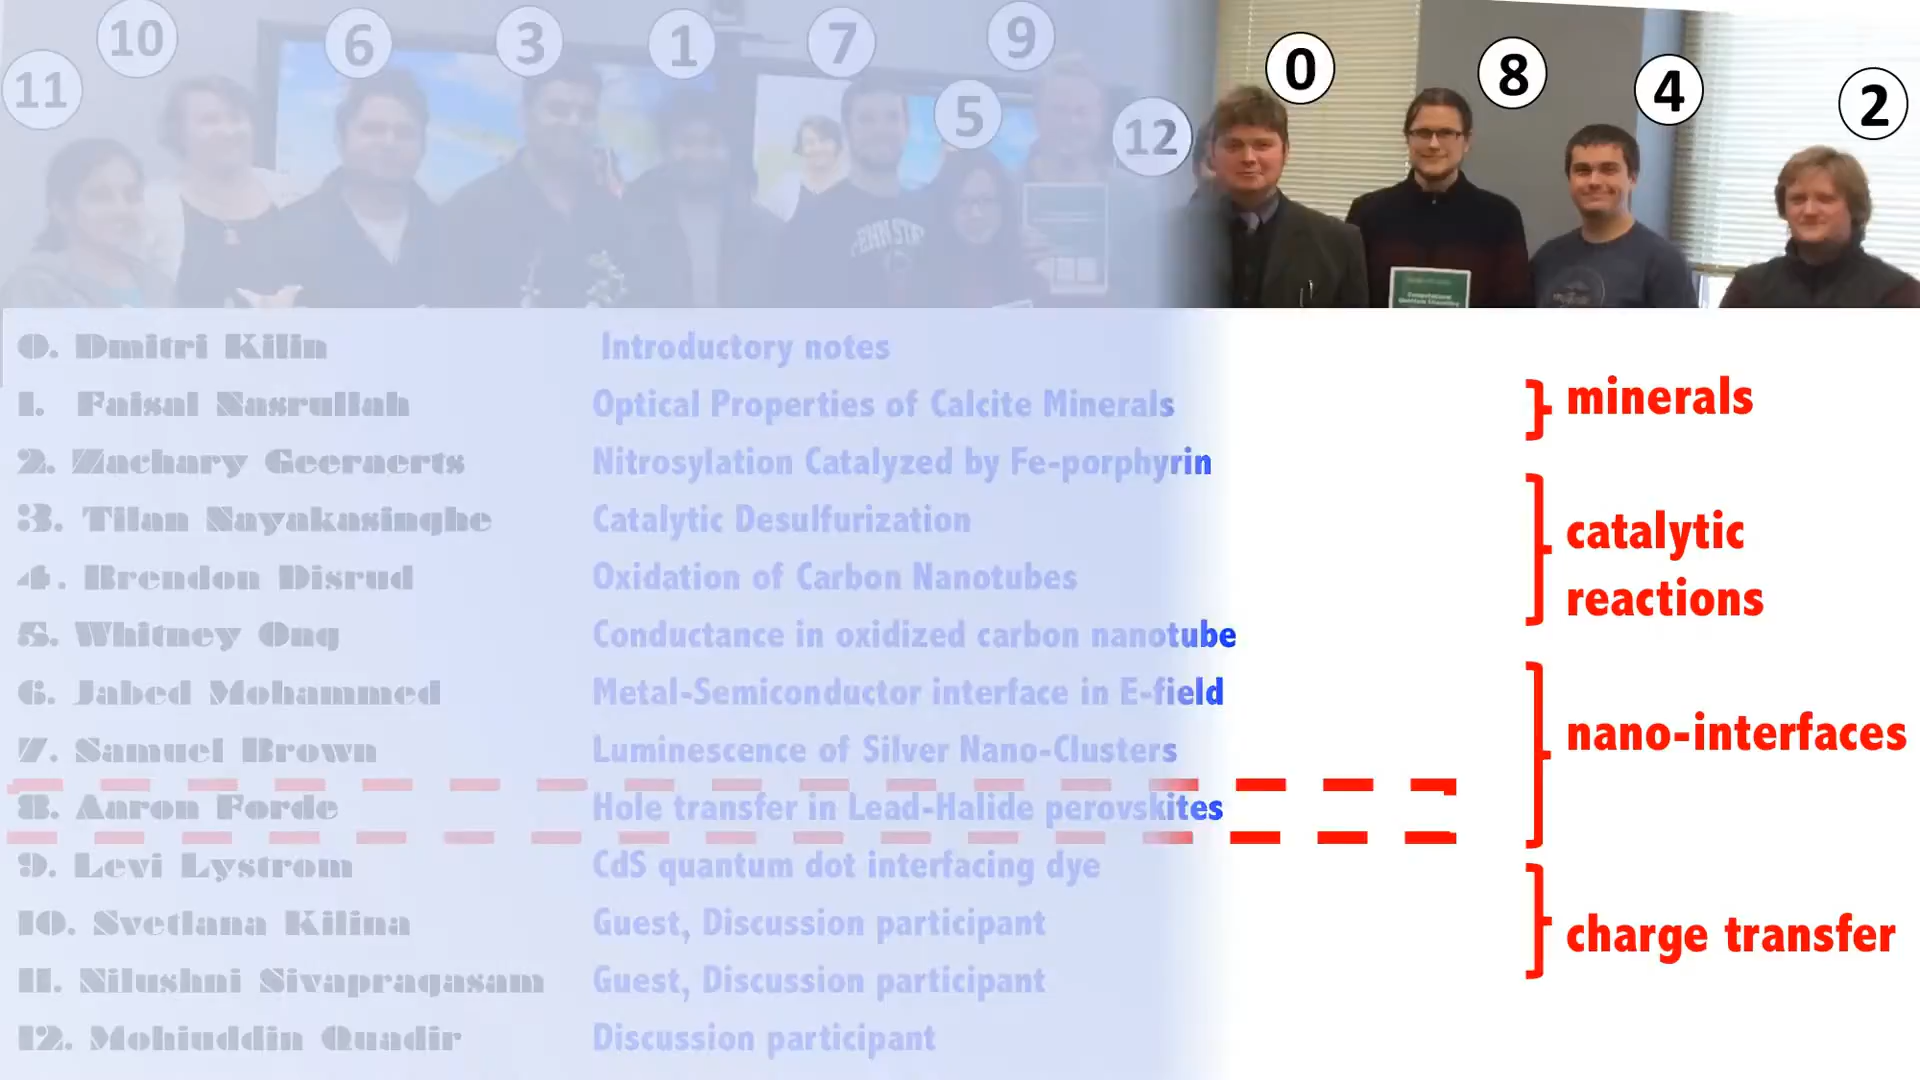 11
10
6
3
1
7
5
9
12
0
8
4
2
PENN STATE
0. Dmitri Kilin Introductory notes
1. Faisal Nasrullah Optical Properties of Calcite Minerals
2. Zachary Geeraerts Nitrosylation Catalyzed by Fe-porphyrin
3. Tilan Nayakasinghe Catalytic Desulfurization
4. Brendon Disrud Oxidation of Carbon Nanotubes
5. Whitney Ong Conductance in oxidized carbon nanotube
6. Jabed Mohammed Metal-Semiconductor interface in E-field
7. Samuel Brown Luminescence of Silver Nano-Clusters
8. Aaron Forde Hole transfer in Lead-Halide perovskites
9. Levi Lystrom CdS quantum dot interfacing dye
10. Svetlana Kilina Guest, Discussion participant
11. Nilushni Sivapragasam Guest, Discussion participant
12. Mohiuddin Quadir Discussion participant
minerals
catalytic
reactions
nano-interfaces
charge transfer